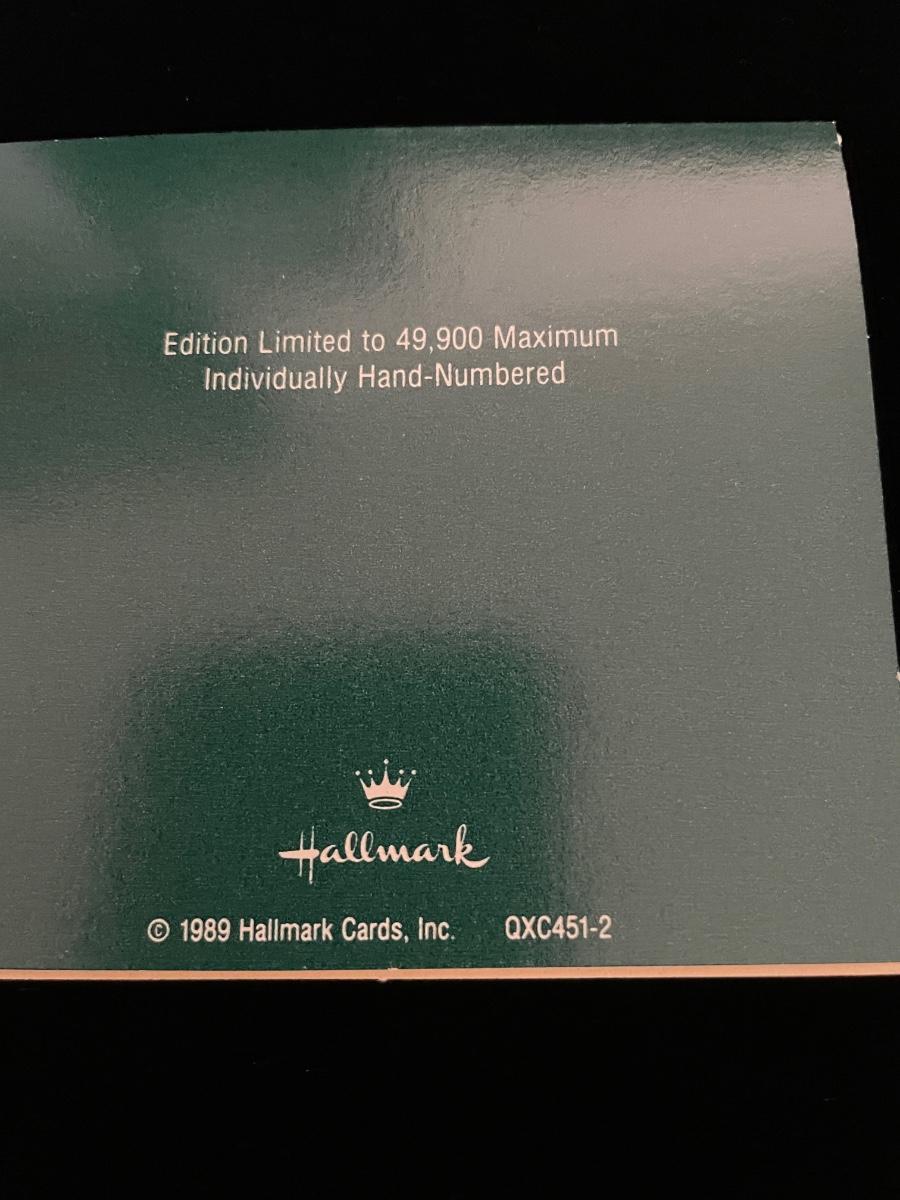 Edition Limited to 49,900 Maximum
Individually Hand-Numbered
Hallmark
© 1989 Hallmark Cards, Inc. QXC451-2